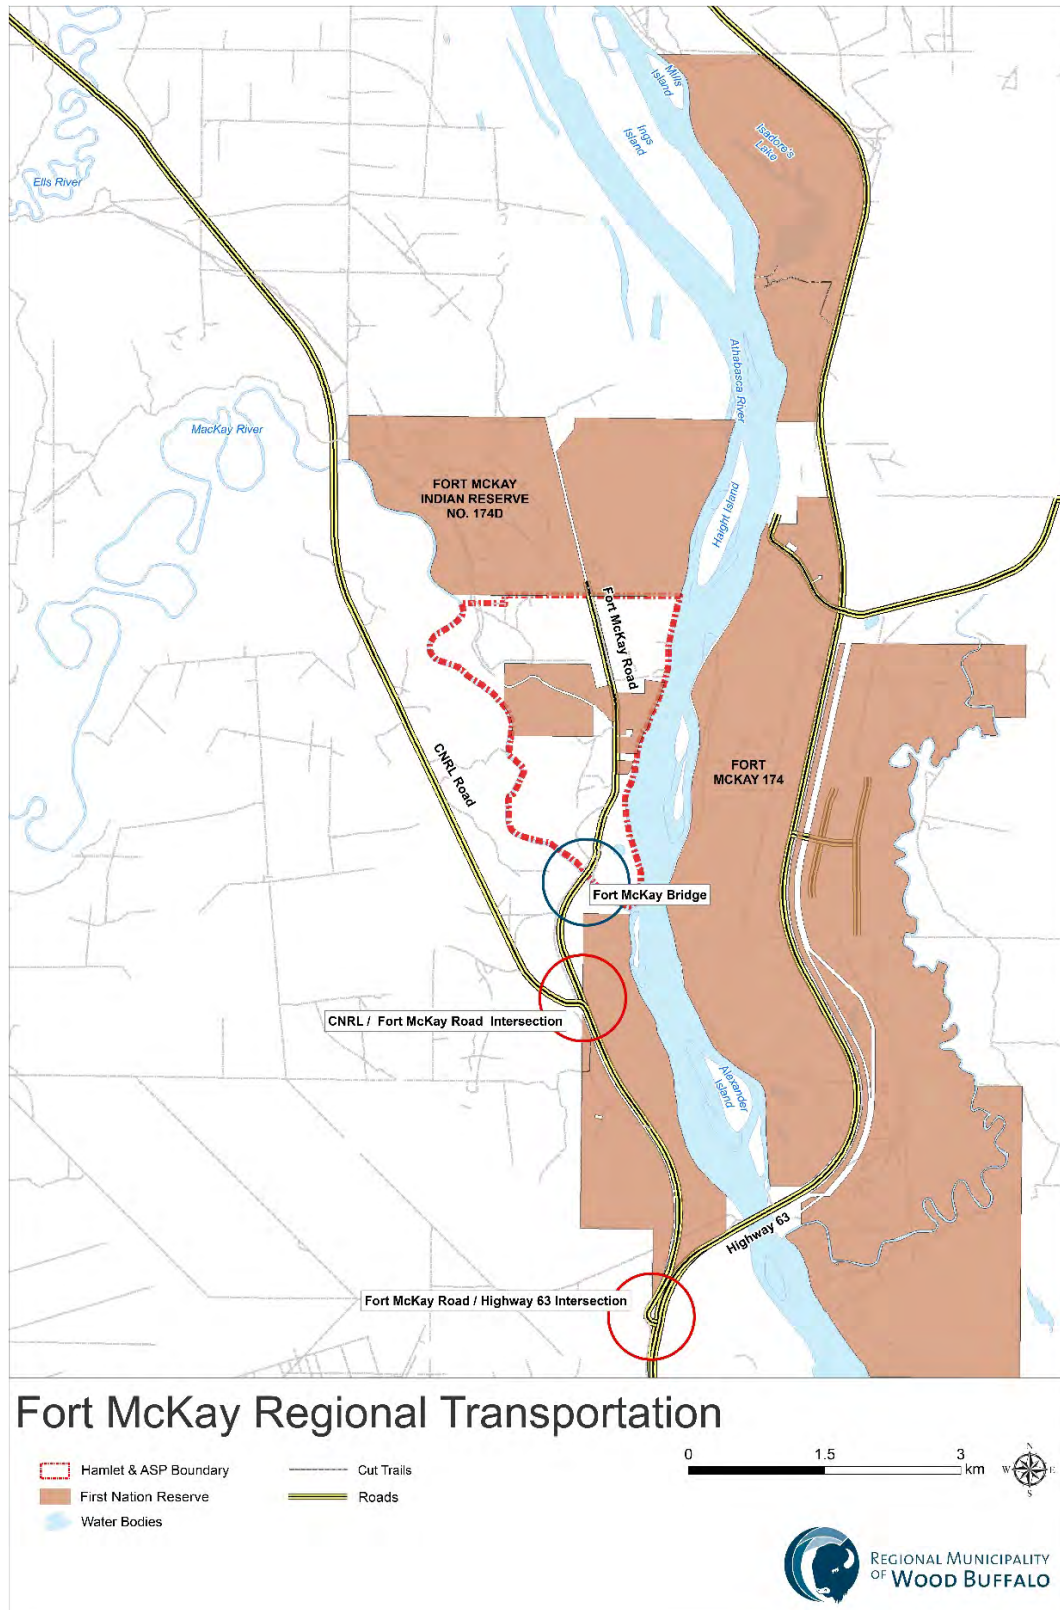 Mills
Island
Ings
Island
Isadore's
Lake
Ells River
Athabasca River
MacKay River
FORT MCKAY
INDIAN RESERVE
NO. 174D
Haight Island
Fort McKay Road
CNRL Road
FORT
MCKAY 174
Fort McKay Bridge
CNRL / Fort McKay Road Intersection
Alexander
Island
Highway 63
Fort McKay Road / Highway 63 Intersection
Fort McKay Regional Transportation
Hamlet & ASP Boundary
First Nation Reserve
Water Bodies
Cut Trails
Roads
0 1.5 3
km
N
W E
S
REGIONAL MUNICIPALITY
OF WOOD BUFFALO